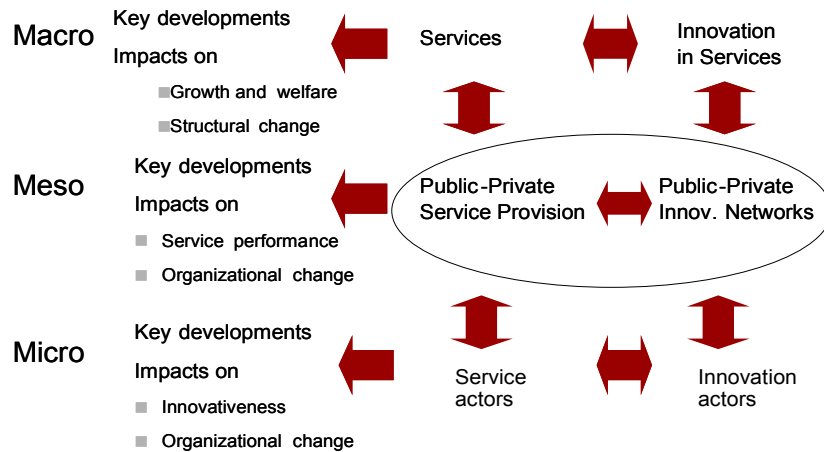 Macro
Key developments
Impacts on
Growth and welfare
Structural change
Services
Innovation
in Services
Meso
Key developments
Impacts on
Service performance
Organizational change
Public-Private
Service Provision
Public-Private
Innov. Networks
Micro
Key developments
Impacts on
Innovativeness
Organizational change
Service
actors
Innovation
actors